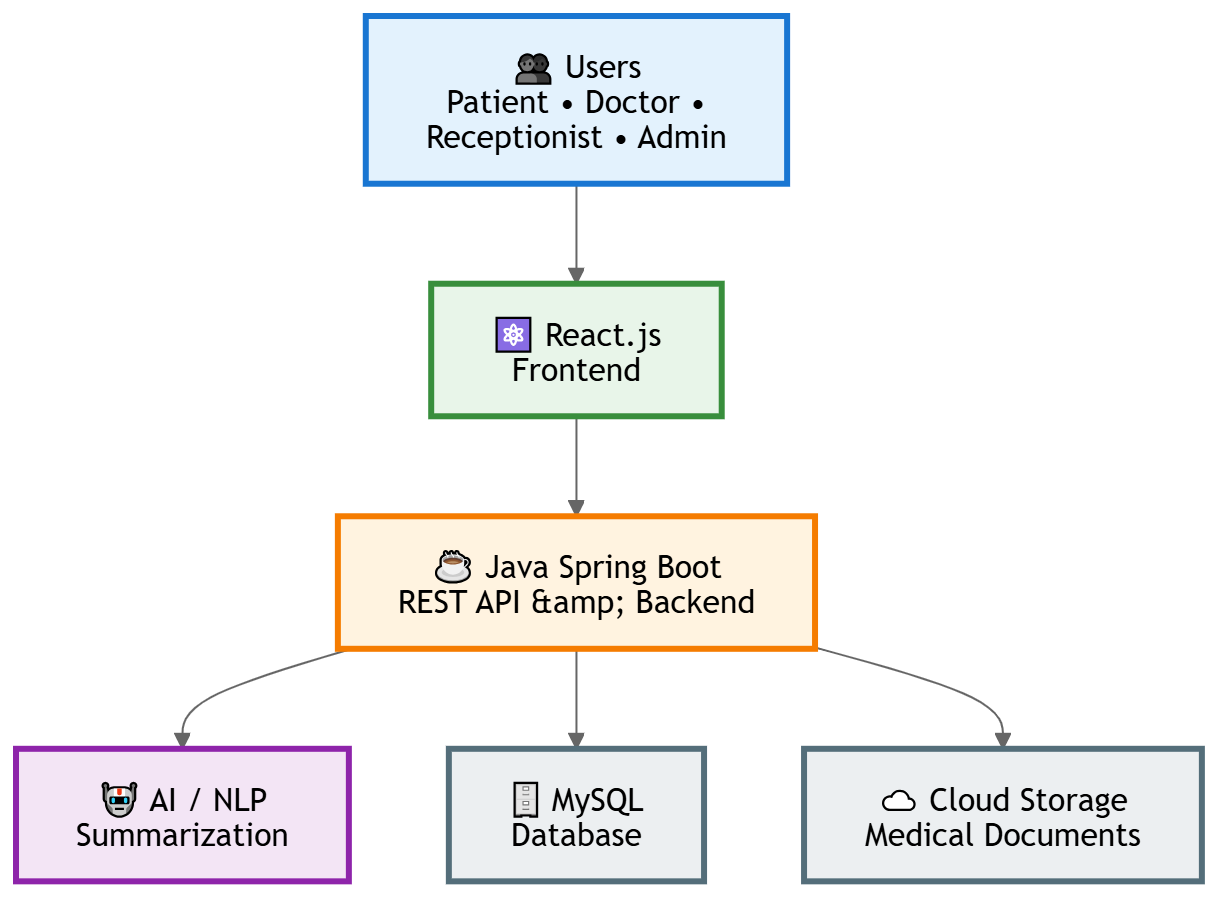 👥 Users
Patient • Doctor •
Receptionist • Admin
⚛ React.js
Frontend
☕ Java Spring Boot
REST API &amp; Backend
🤖 AI / NLP
Summarization
🗄 MySQL
Database
☁ Cloud Storage
Medical Documents